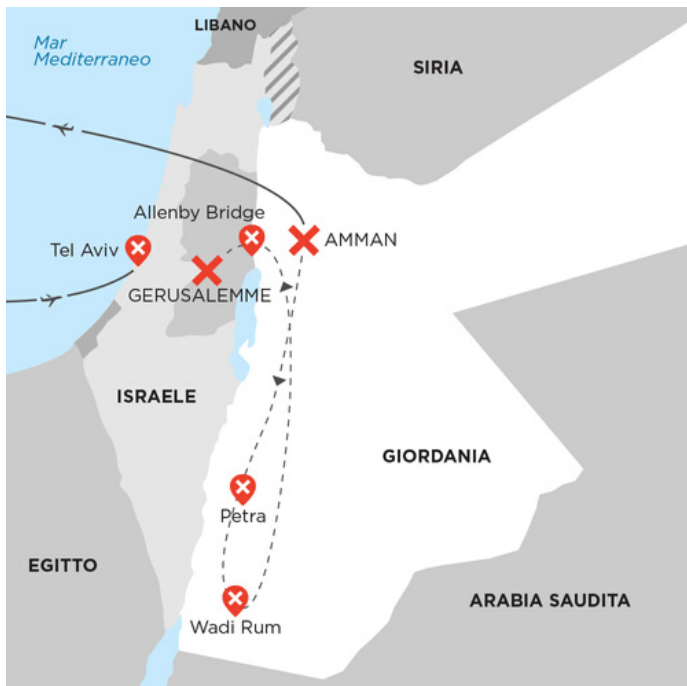 LIBANO
Mar
Mediterraneo
SIRIA
Allenby Bridge
Tel Aviv
AMMAN
GERUSALEMME
ISRAELE
GIORDANIA
Petra
EGITTO
ARABIA SAUDITA
Wadi Rum